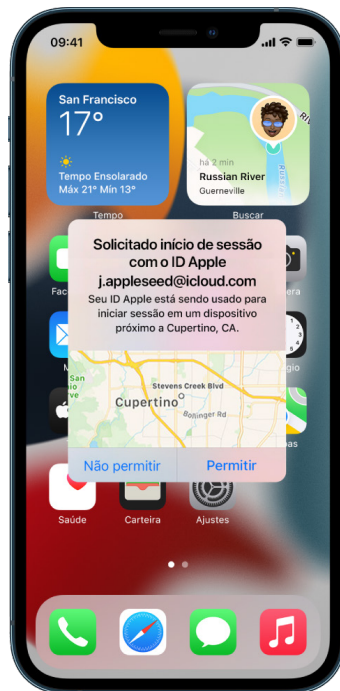 09:41
San Francisco
17°
Tempo Ensolarado
Máx 21° Mín 13°
Tempo
há 2 min
Russian River
Guerneville
Buscar
Solicitado início de sessão
com o ID Apple
j.appleseed@icloud.com
Seu ID Apple está sendo usado para
iniciar sessão em um dispositivo
próximo a Cupertino, CA.
Stevens Creek Blvd
Cupertino
Bollinger Rd
Não permitir
Permitir
Saúde
Carteira
Ajustes